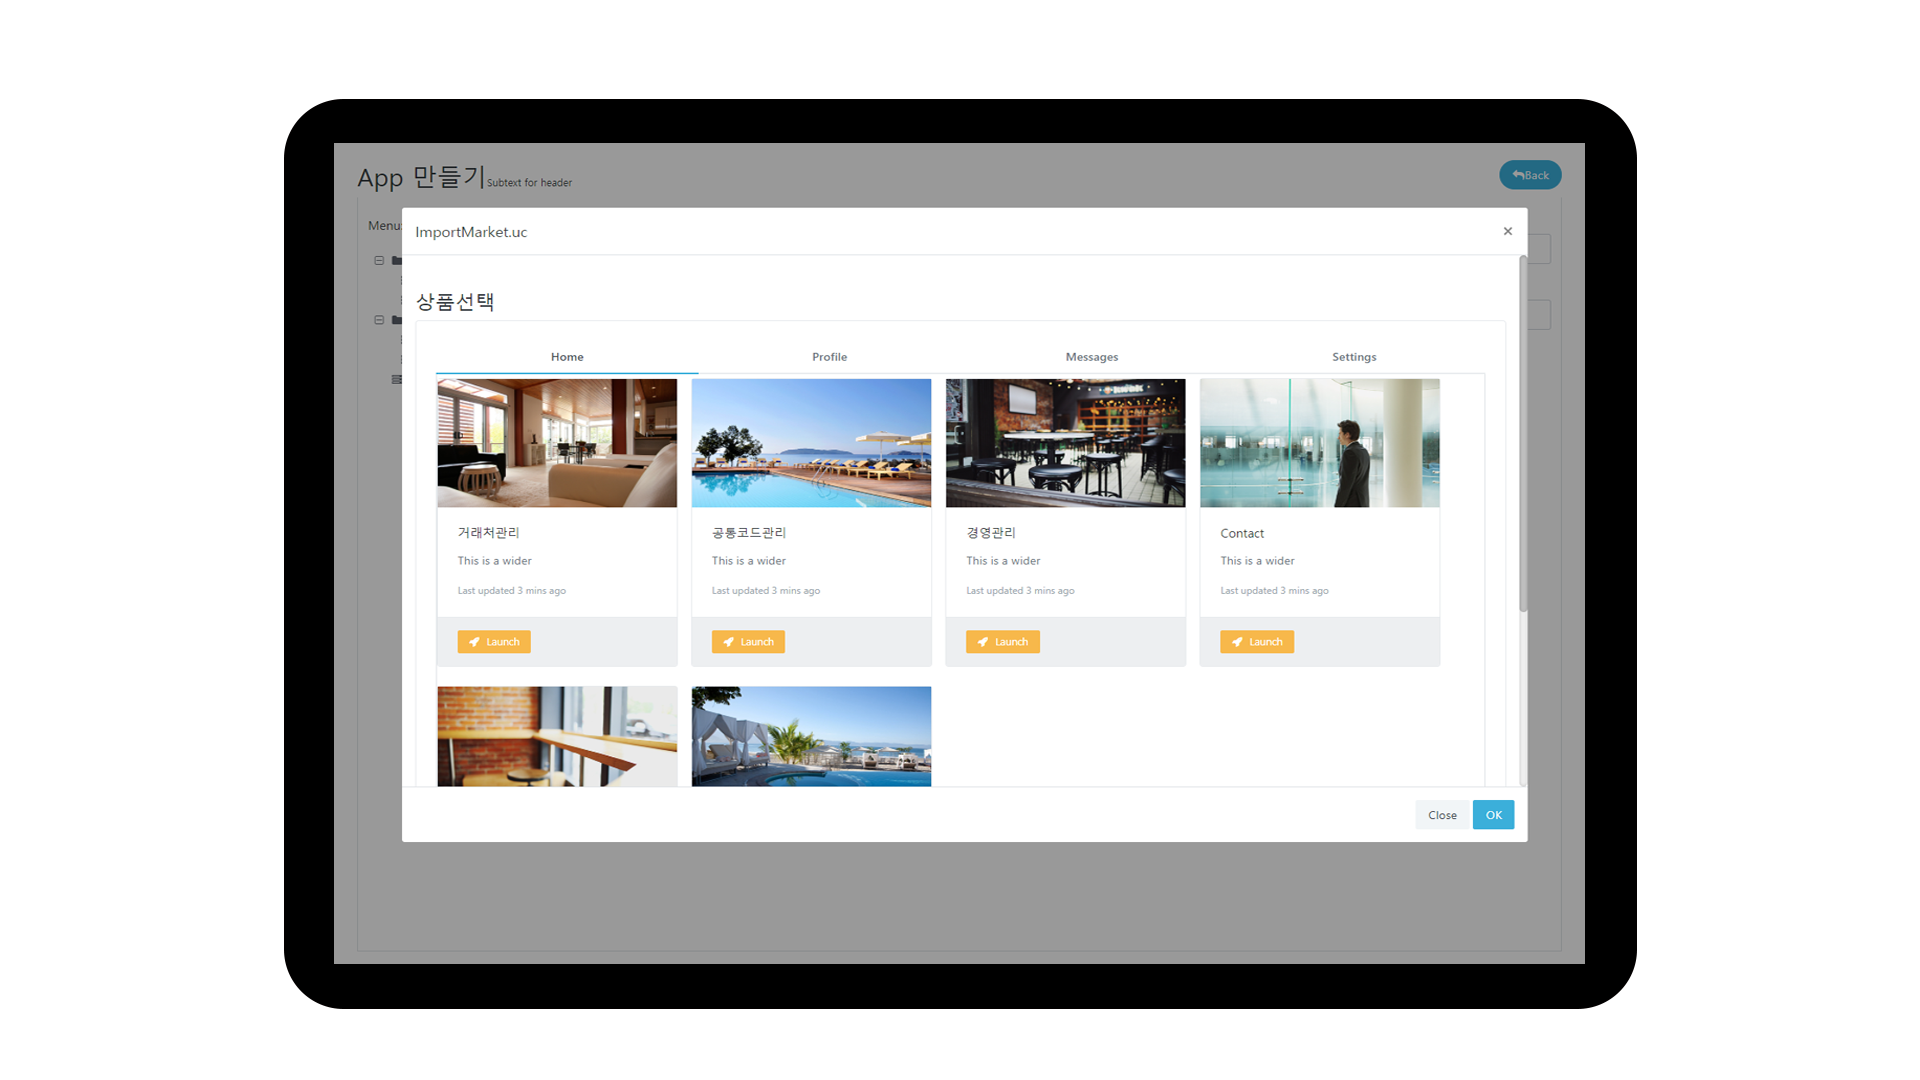 App 만들기 Subtext for header
Back
Menu
ImportMarket.uc
×
상품선택
Home Profile Messages Settings
거래처관리
This is a wider
Last updated 3 mins ago
Launch
공통코드관리
This is a wider
Last updated 3 mins ago
Launch
경영관리
This is a wider
Last updated 3 mins ago
Launch
Contact
This is a wider
Last updated 3 mins ago
Launch
Close OK